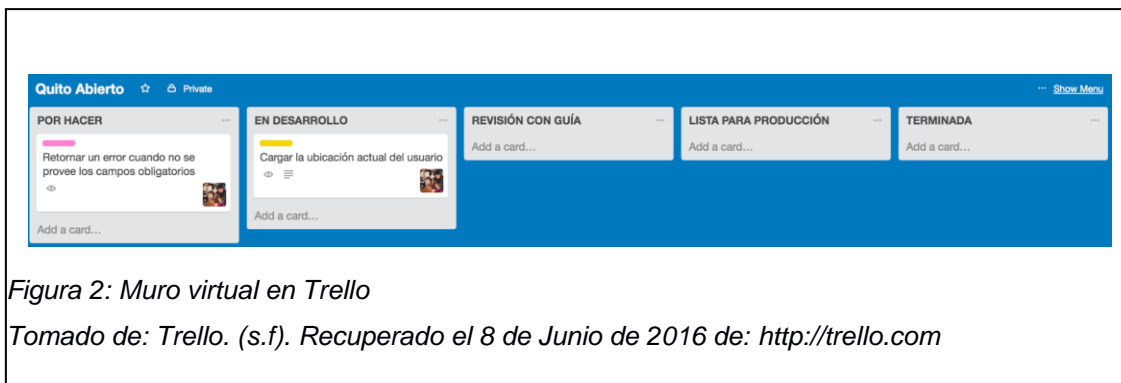 Quito Abierto Private ... Show Menu
POR HACER ...
Retornar un error cuando no se
provee los campos obligatorios
Add a card...
EN DESARROLLO ...
Cargar la ubicación actual del usuario
Add a card...
REVISIÓN CON GUÍA ...
Add a card...
LISTA PARA PRODUCCIÓN ...
Add a card...
TERMINADA ...
Add a card...
Figura 2: Muro virtual en Trello
Tomado de: Trello. (s.f). Recuperado el 8 de Junio de 2016 de: http://trello.com